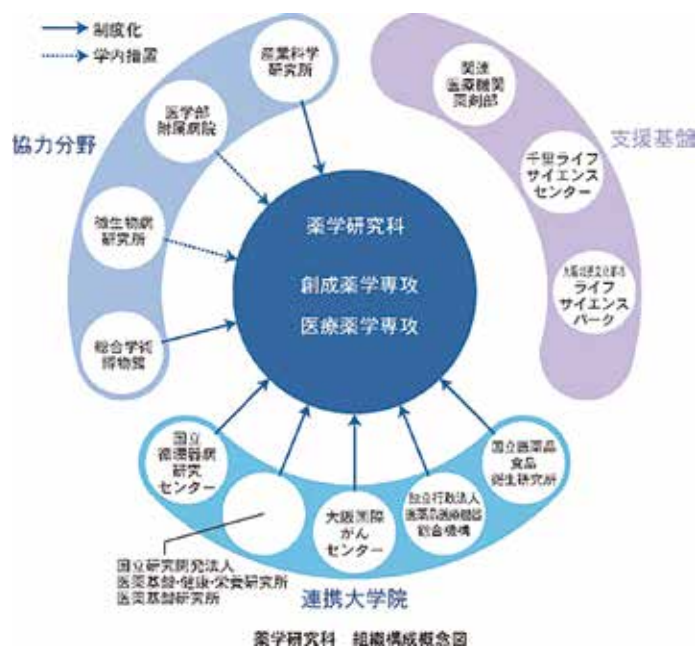 制度化
学内措置
産業科学
研究所
医学部
附属病院
協力分野
微生物病
研究所
総合学術
博物館
関連
医療機関
薬剤部
支援基盤
千里ライフ
サイエンス
センター
ライフ
サイエンス
パーク
薬学研究科
創成薬学専攻
医療薬学専攻
国立
循環器病
研究
センター
国立研究開発法人
医薬基盤・健康・栄養研究所
医薬基盤研究所
大阪国際
がん
センター
独立行政法人
医薬品医療機器
総合機構
国立医薬品
食品
衛生研究所
連携大学院
薬学研究科 組織構成概念図